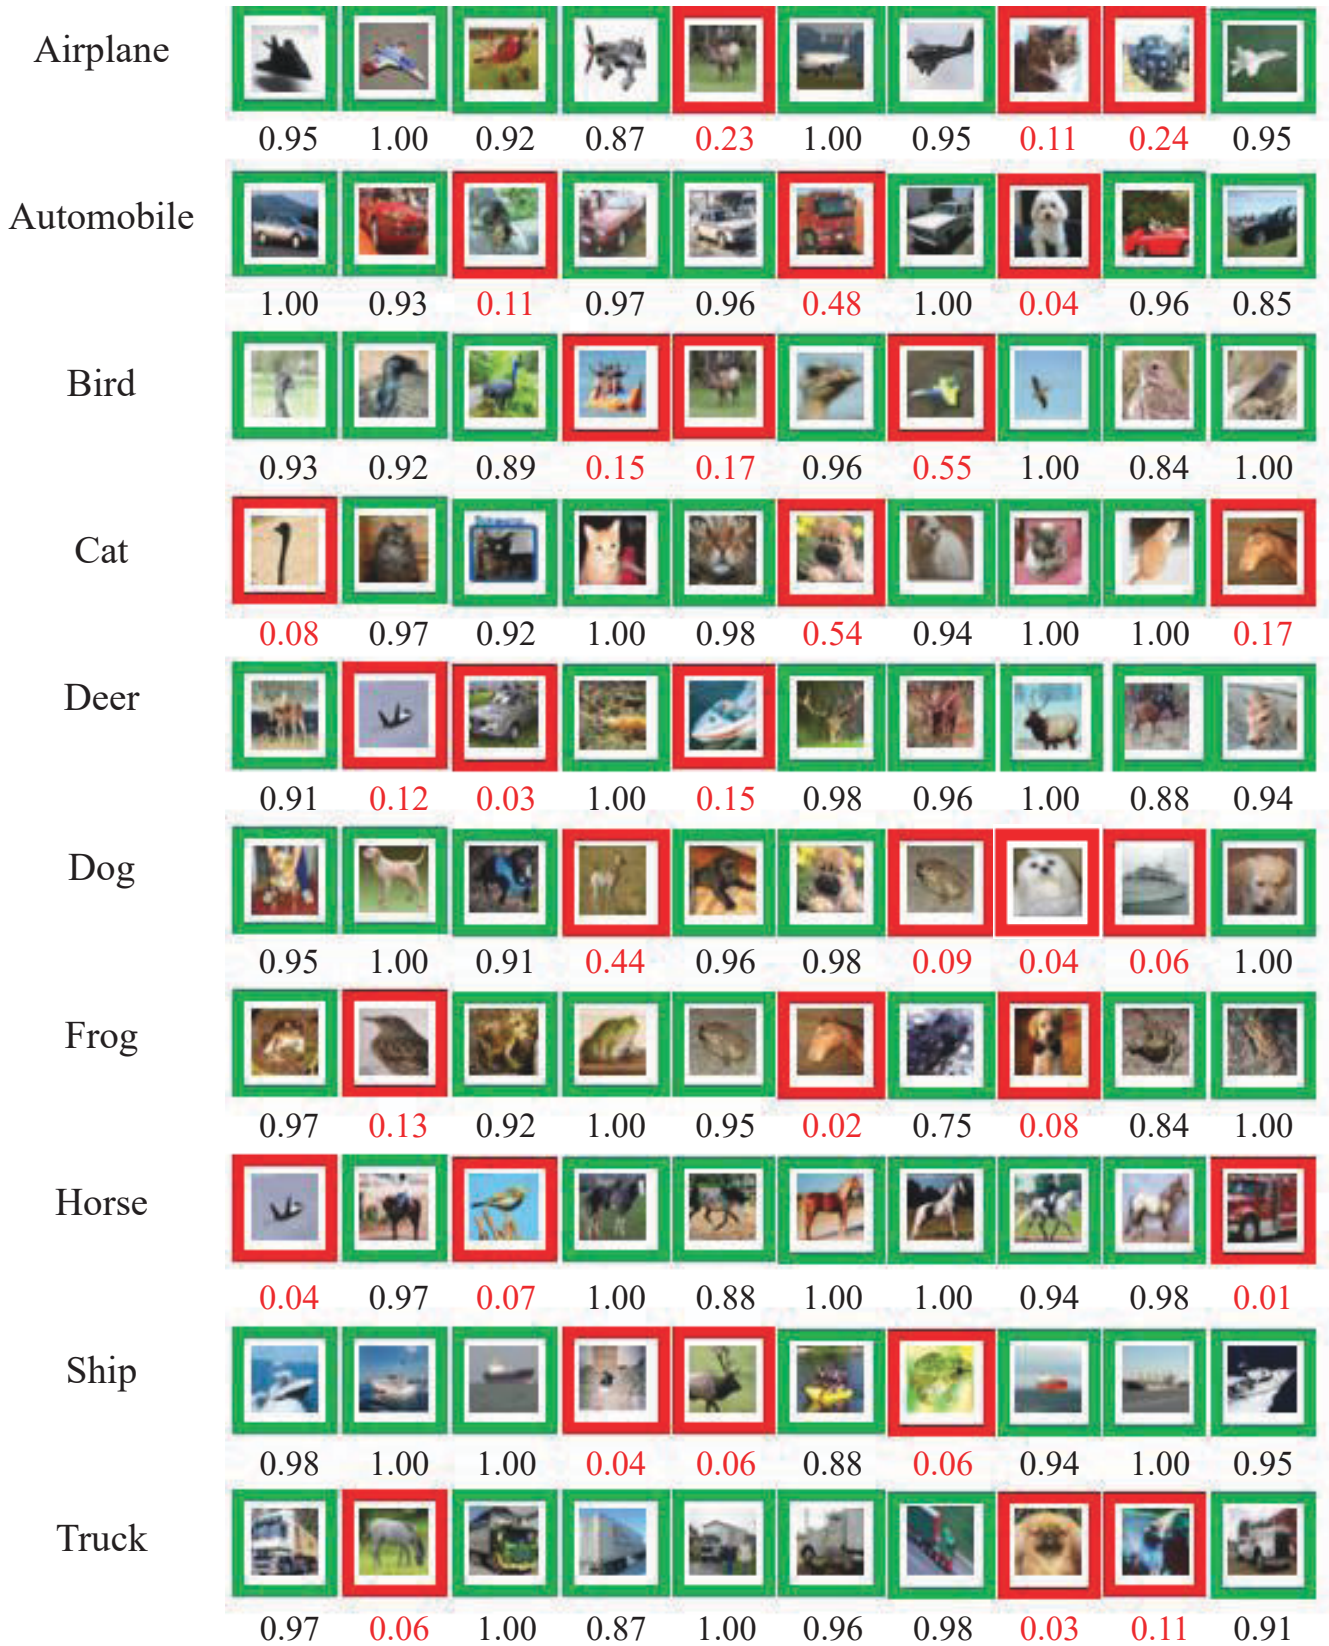 Airplane
0.95 1.00 0.92 0.87 0.23 1.00 0.95 0.11 0.24 0.95
Automobile
1.00 0.93 0.11 0.97 0.96 0.48 1.00 0.04 0.96 0.85
Bird
0.93 0.92 0.89 0.15 0.17 0.96 0.55 1.00 0.84 1.00
Cat
0.08 0.97 0.92 1.00 0.98 0.54 0.94 1.00 1.00 0.17
Deer
0.91 0.12 0.03 1.00 0.15 0.98 0.96 1.00 0.88 0.94
Dog
0.95 1.00 0.91 0.44 0.96 0.98 0.09 0.04 0.06 1.00
Frog
0.97 0.13 0.92 1.00 0.95 0.02 0.75 0.08 0.84 1.00
Horse
0.04 0.97 0.07 1.00 0.88 1.00 1.00 0.94 0.98 0.01
Ship
0.98 1.00 1.00 0.04 0.06 0.88 0.06 0.94 1.00 0.95
Truck
0.97 0.06 1.00 0.87 1.00 0.96 0.98 0.03 0.11 0.91